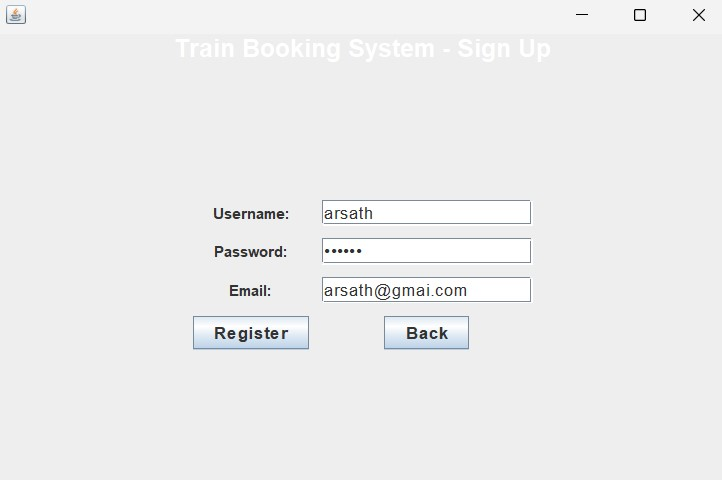 Train Booking System - Sign Up
Username: arsath
Password: ••••••
Email: arsath@gmai.com
Register Back